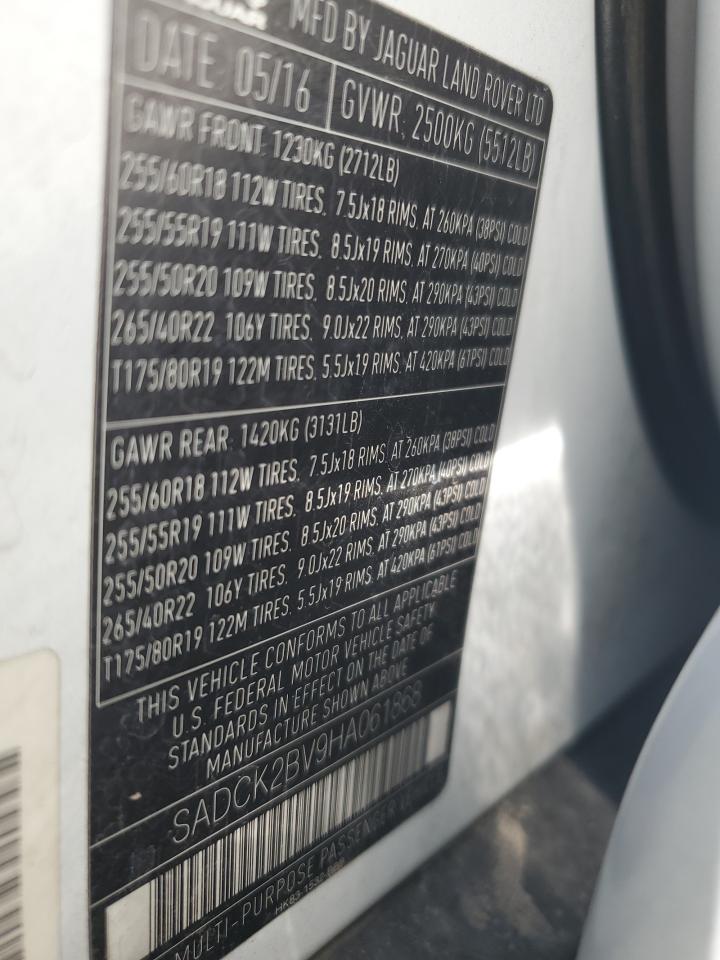 JAGUAR
MFD BY JAGUAR LAND ROVER LTD
DATE 05/16 GVWR 2500KG (5512LB)
GAWR FRONT 1230KG (2712LB)
255/60R18 112W TIRES, 7.5Jx18 RIMS, AT 260KPA (38PSI) COLD
255/55R19 111W TIRES, 8.5Jx19 RIMS, AT 270KPA (40PSI) COLD
255/50R20 109W TIRES, 8.5Jx20 RIMS, AT 290KPA (43PSI) COLD
265/40R22 106Y TIRES, 9.0Jx22 RIMS, AT 290KPA (43PSI) COLD
T175/80R19 122M TIRES, 5.5Jx19 RIMS, AT 420KPA (61PSI) COLD
GAWR REAR 1420KG (3131LB)
255/60R18 112W TIRES, 7.5Jx18 RIMS, AT 260KPA (38PSI) COLD
255/55R19 111W TIRES, 8.5Jx19 RIMS, AT 270KPA (40PSI) COLD
255/50R20 109W TIRES, 8.5Jx20 RIMS, AT 290KPA (43PSI) COLD
265/40R22 106Y TIRES, 9.0Jx22 RIMS, AT 290KPA (43PSI) COLD
T175/80R19 122M TIRES, 5.5Jx19 RIMS, AT 420KPA (61PSI) COLD
THIS VEHICLE CONFORMS TO ALL APPLICABLE
U.S. FEDERAL MOTOR VEHICLE SAFETY
STANDARDS IN EFFECT ON THE DATE OF
MANUFACTURE SHOWN ABOVE
SADCK2BV9HA061868
MULTI-PURPOSE PASSENGER